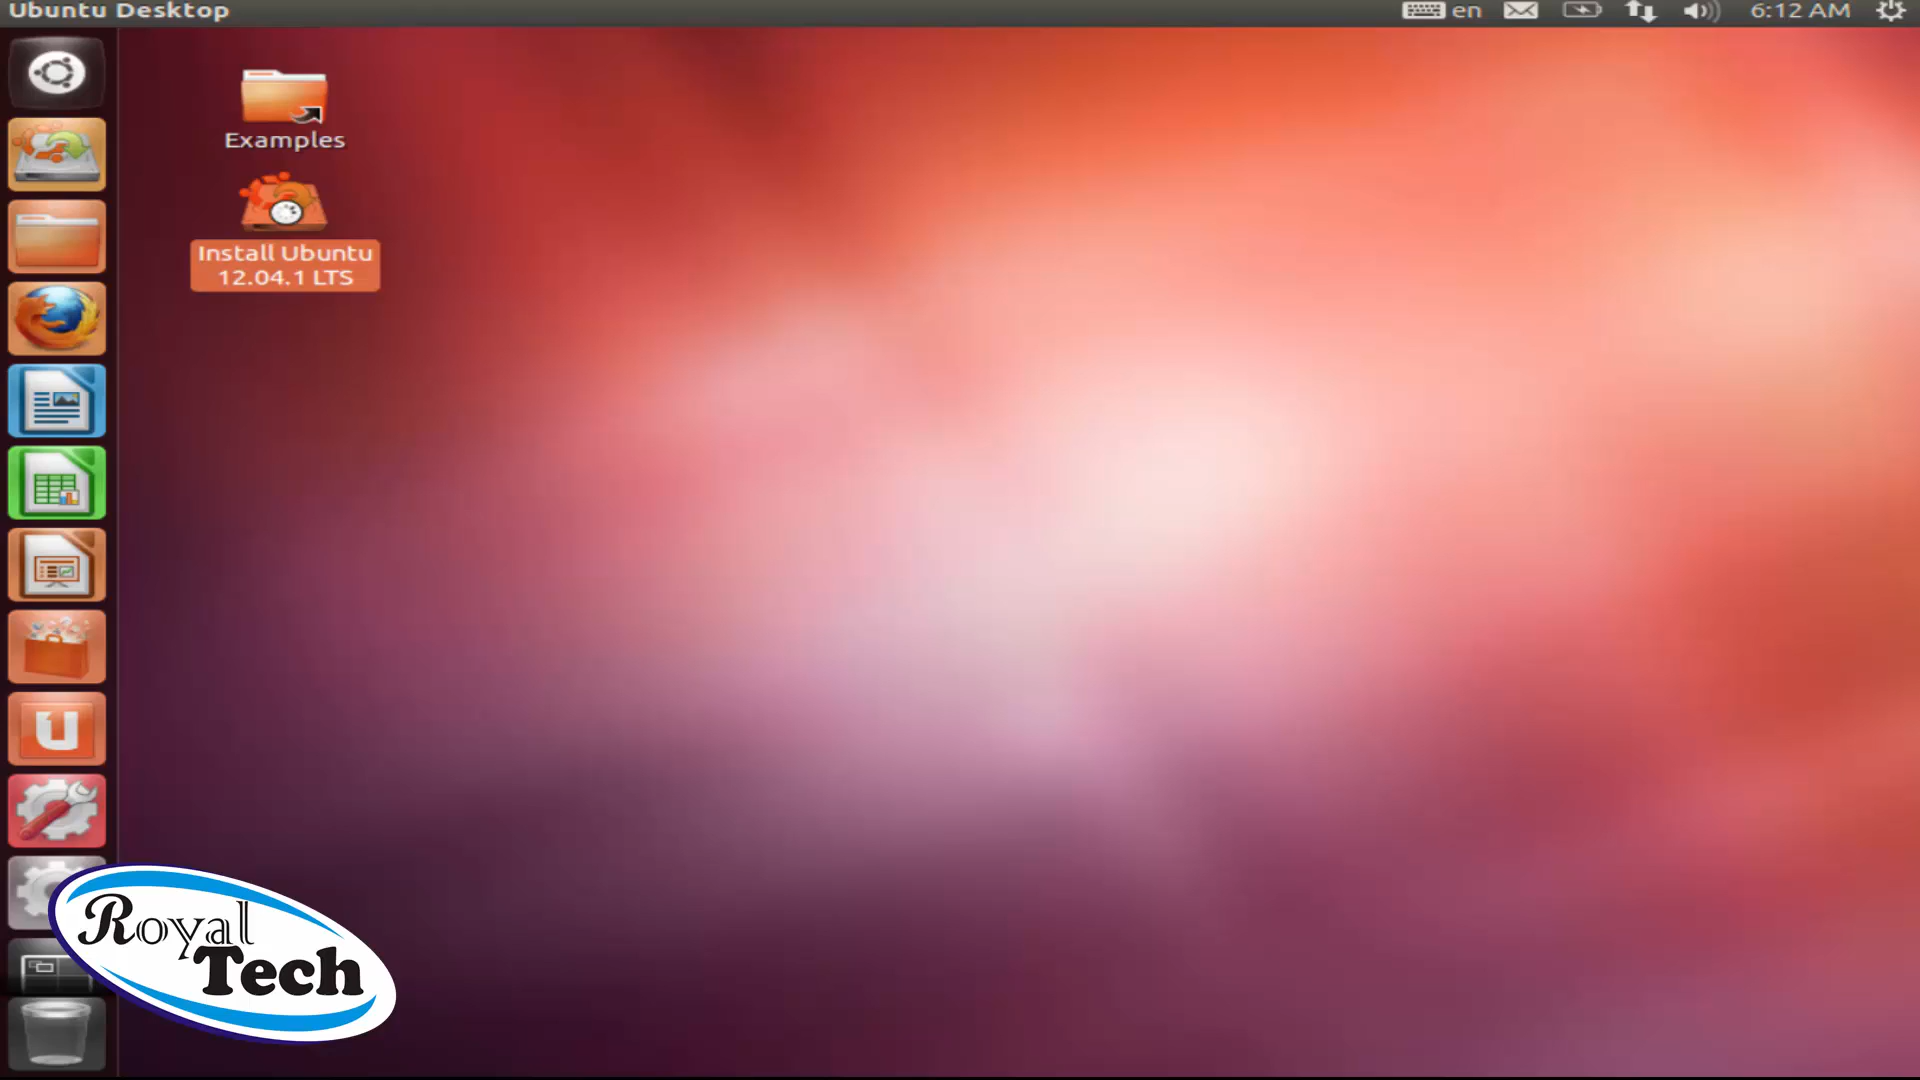 Ubuntu Desktop
en
6:12 AM
Examples
Install Ubuntu
12.04.1 LTS
U
Royal
Tech